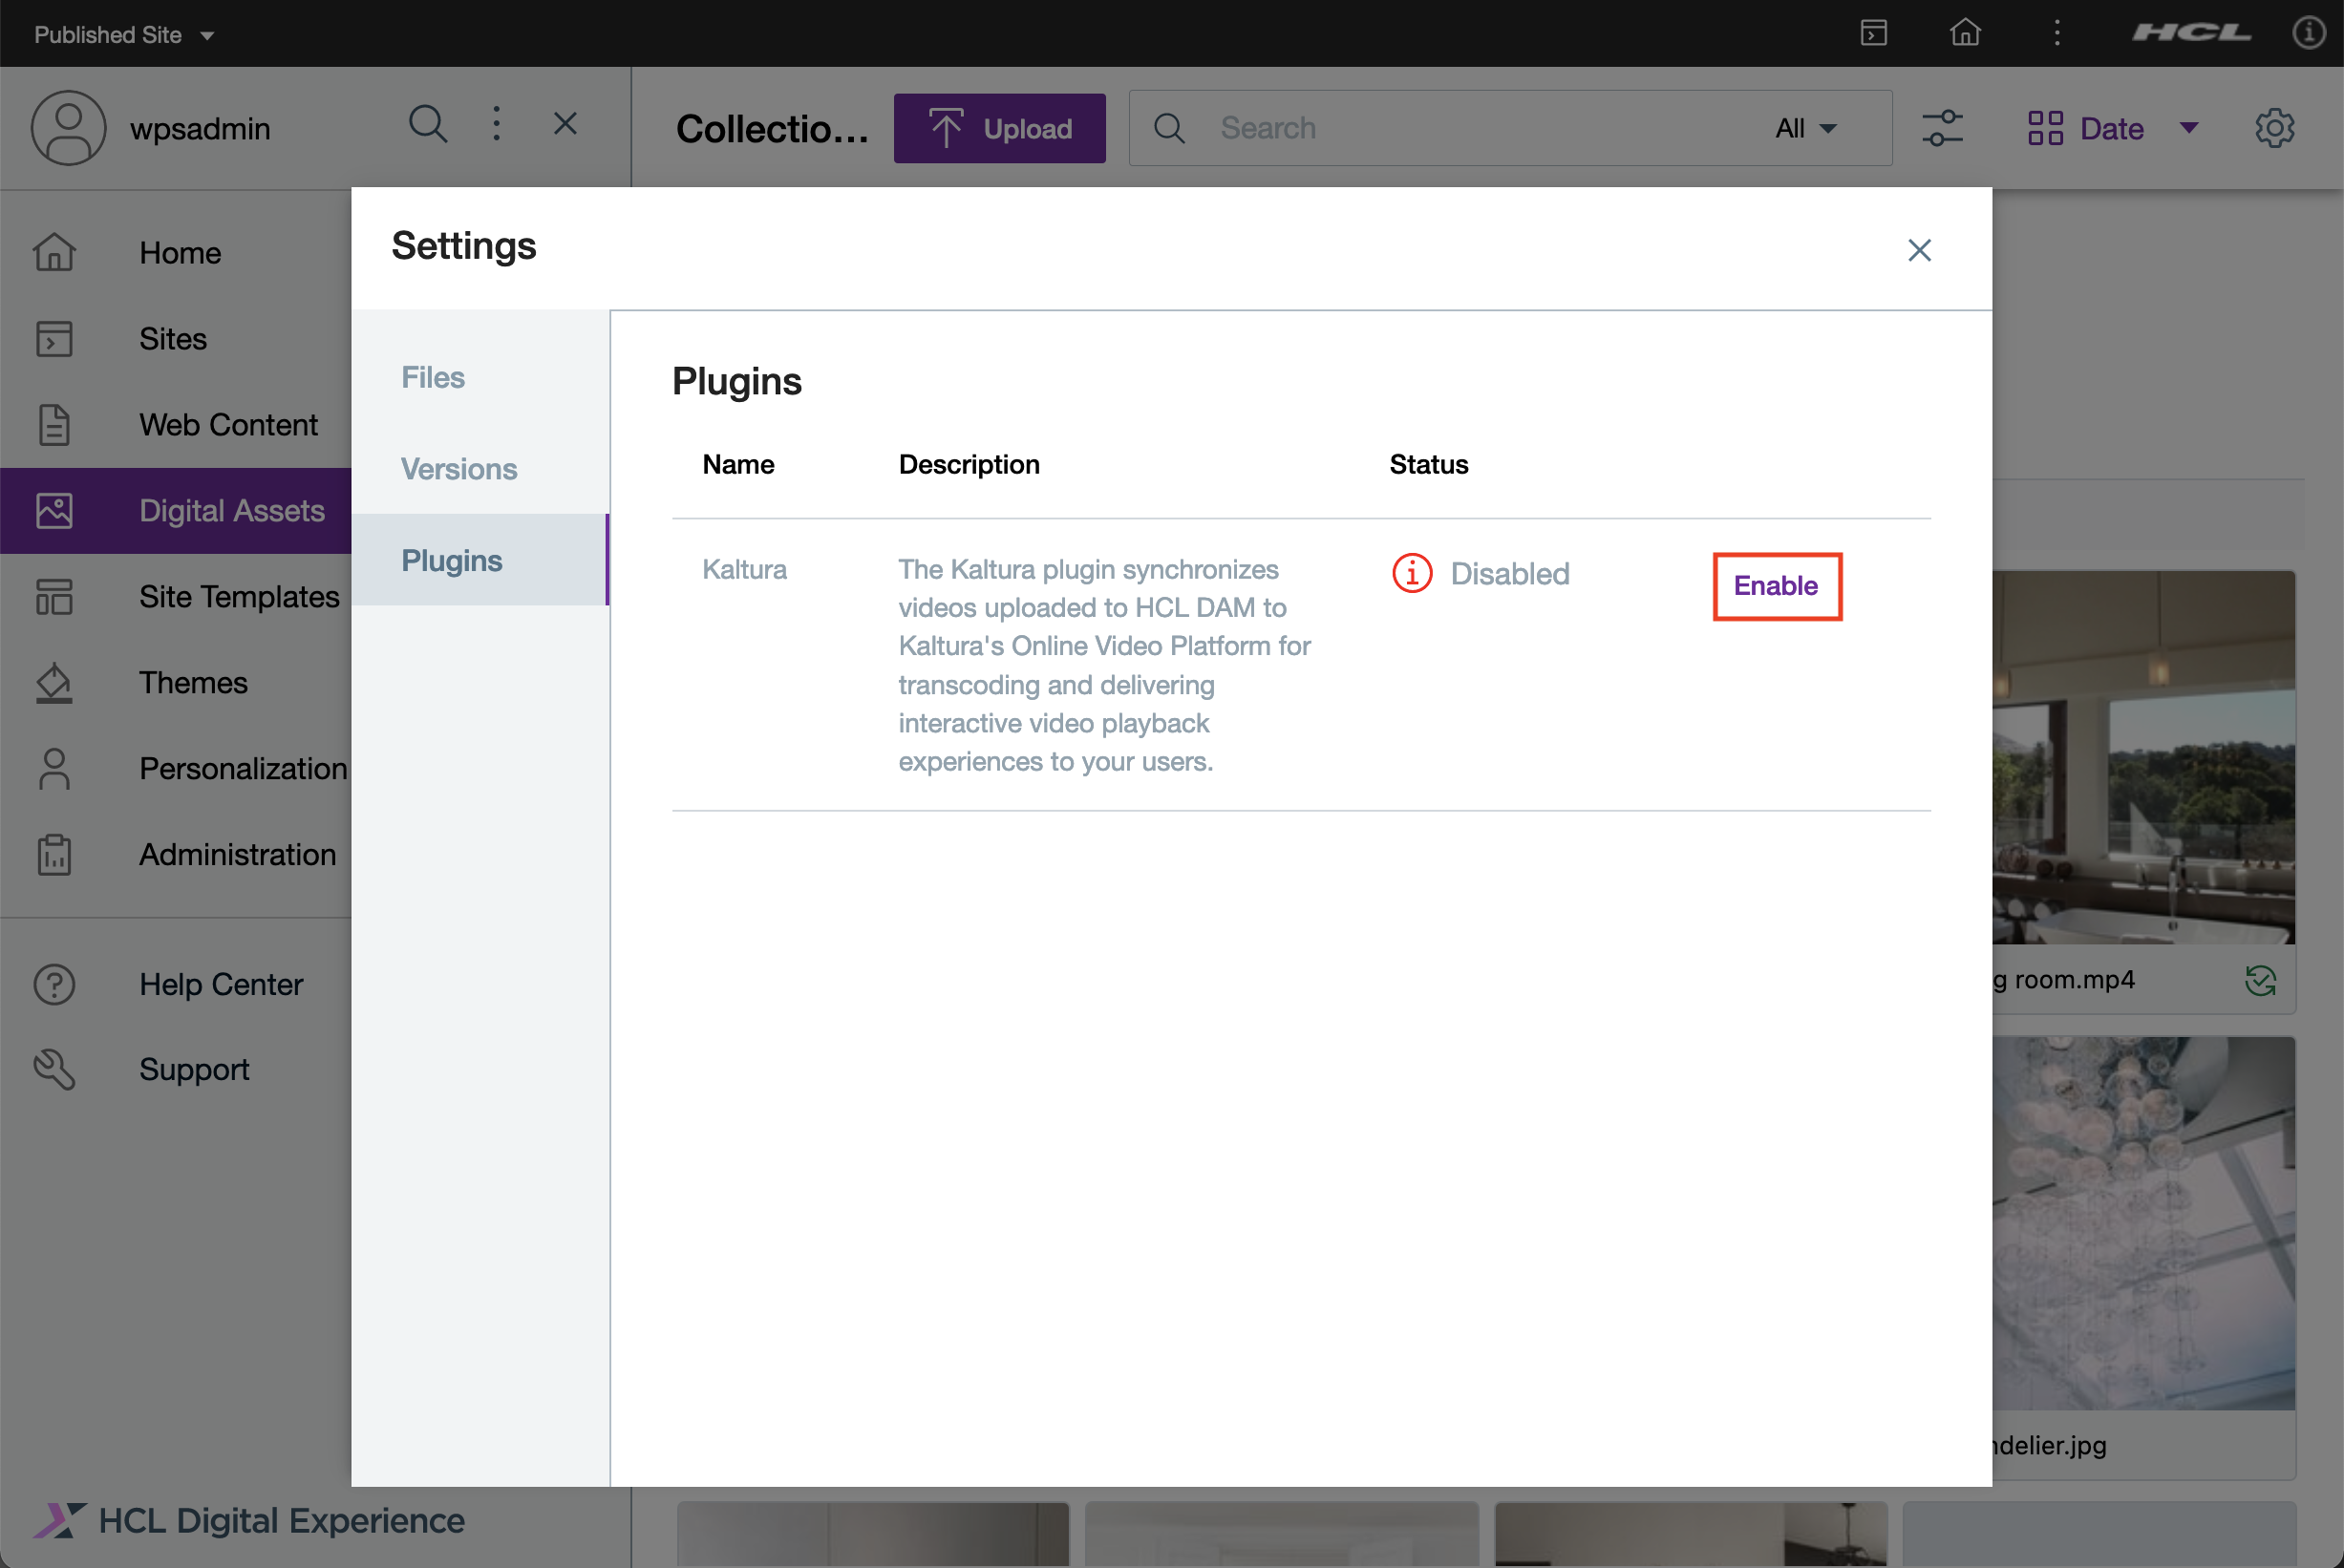 Published Site
HCL
wpsadmin
Collectio...
Upload
Search
All
Date
Home
Sites
Web Content
Digital Assets
Site Templates
Themes
Personalization
Administration
Help Center
Support
HCL Digital Experience
Settings
Files
Versions
Plugins
Plugins
Name Description Status
Kaltura
The Kaltura plugin synchronizes
videos uploaded to HCL DAM to
Kaltura's Online Video Platform for
transcoding and delivering
interactive video playback
experiences to your users.
Disabled
Enable
g room.mp4
ndelier.jpg